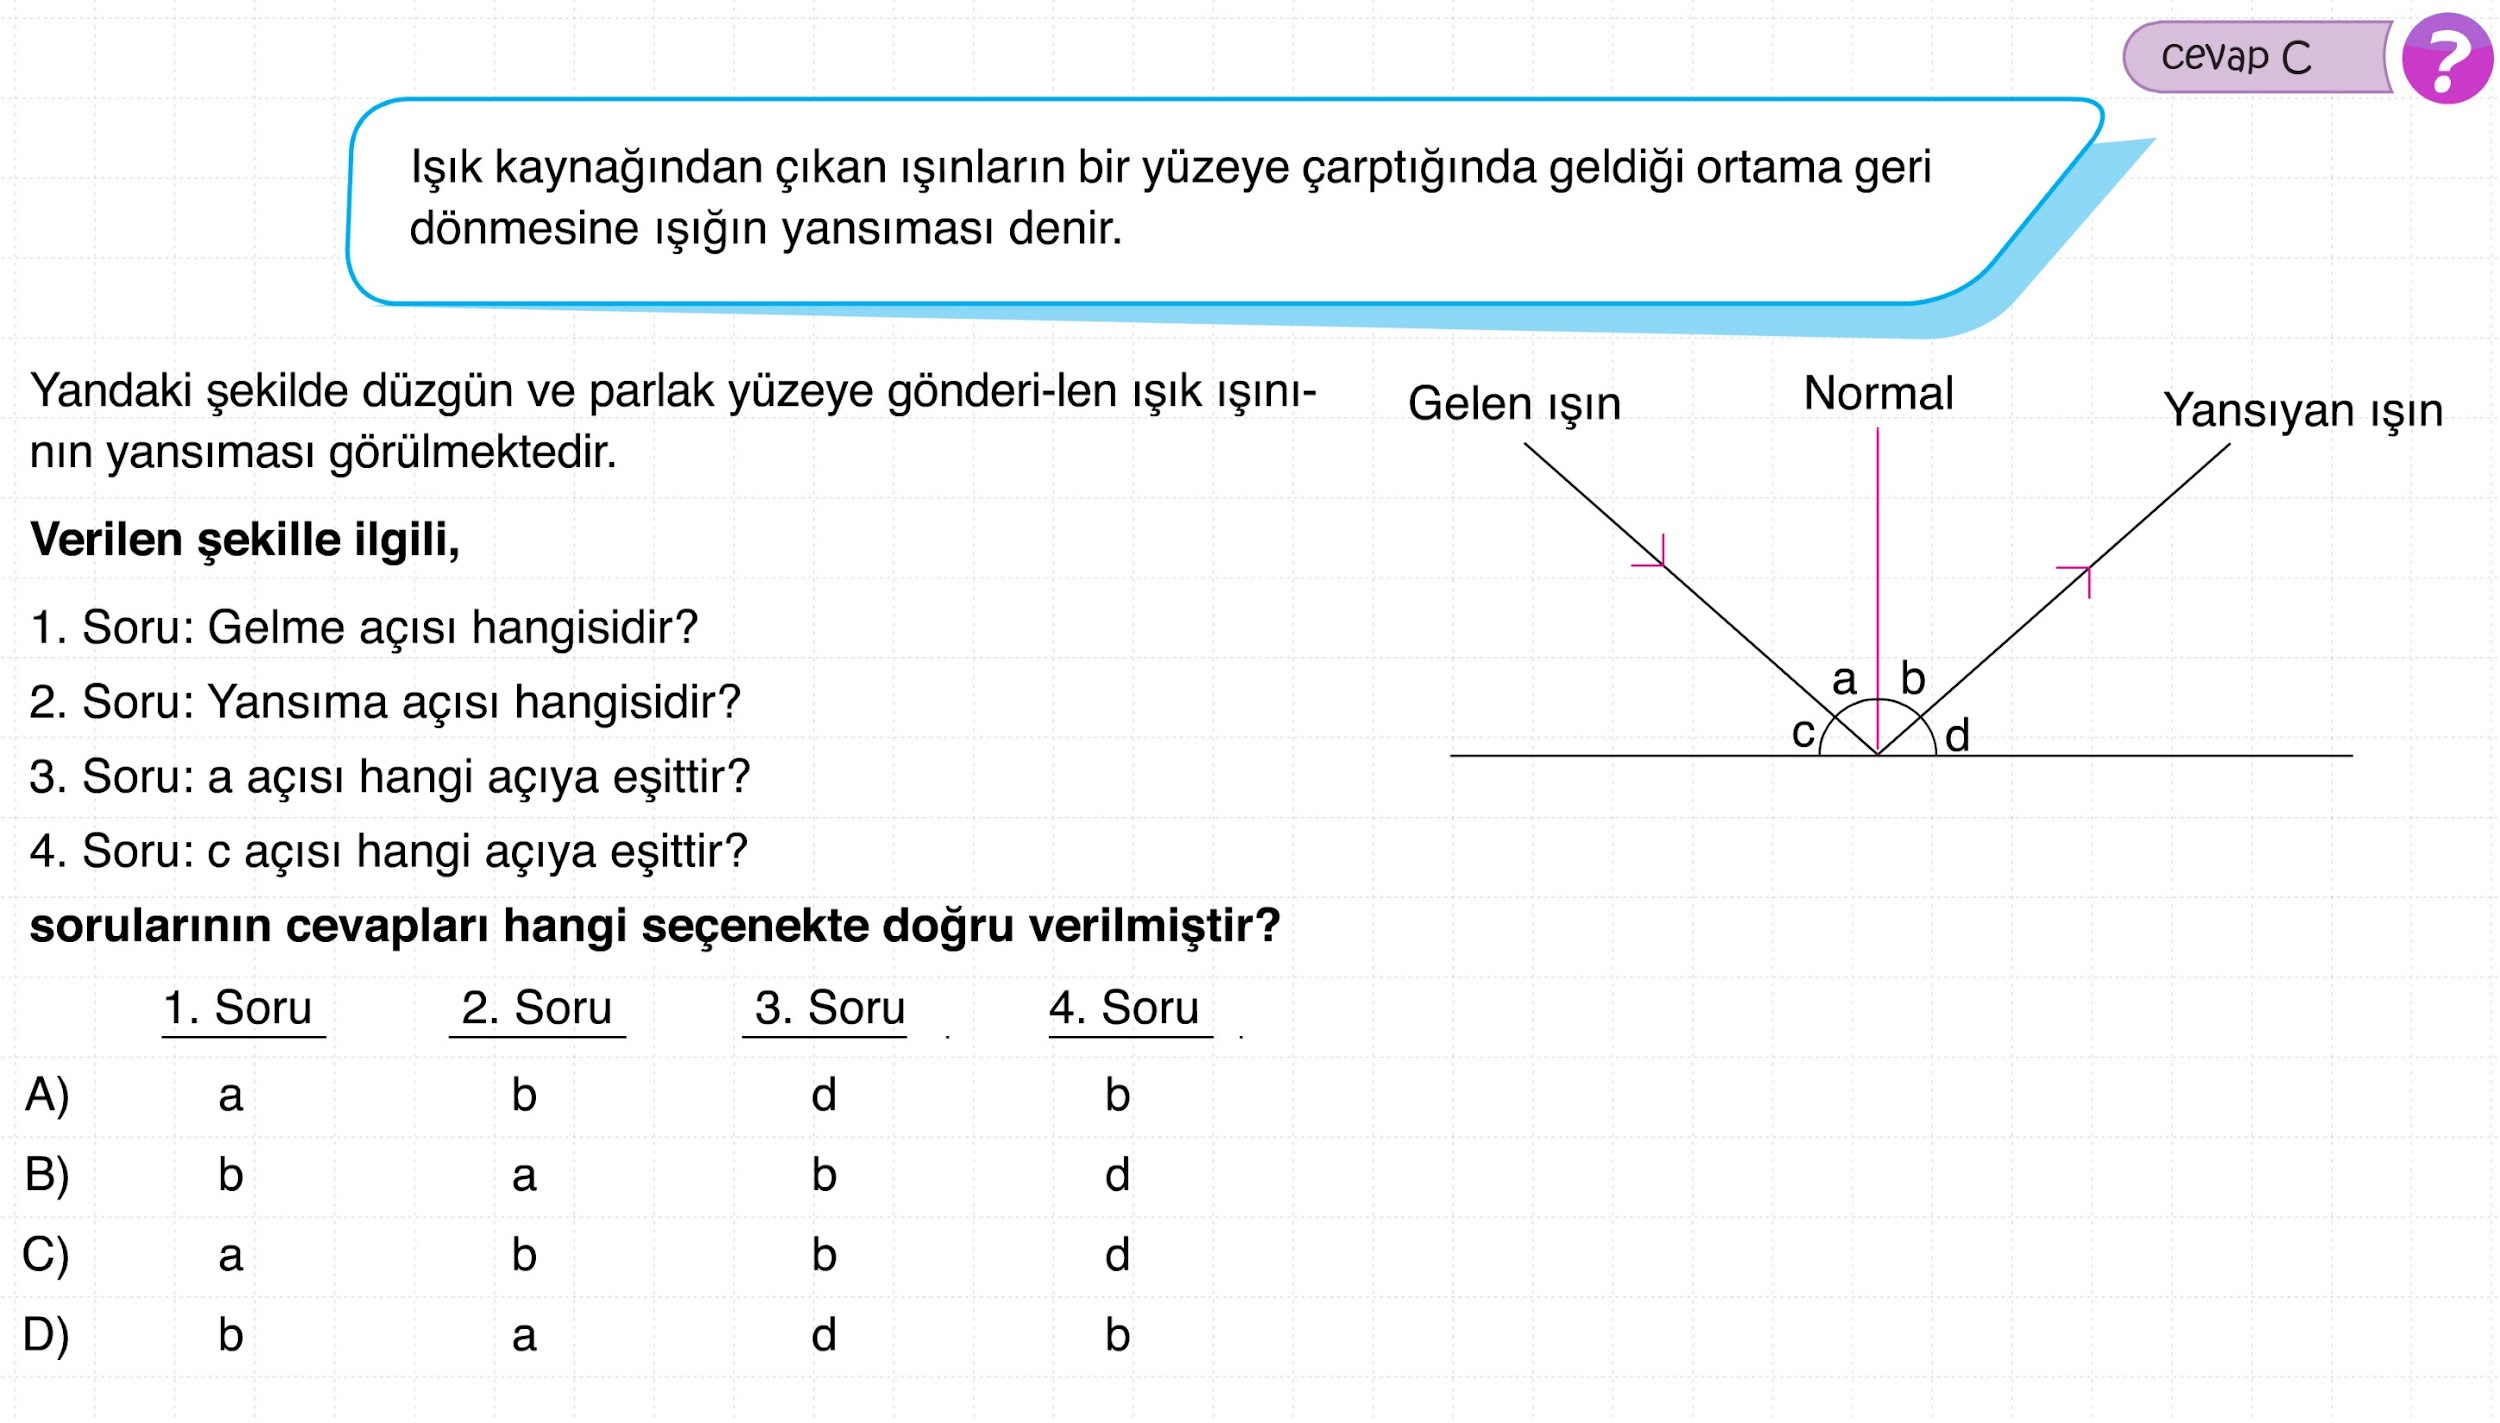 cevap C
?
Işık kaynağından çıkan ışınların bir yüzeye çarptığında geldiği ortama geri
dönmesine ışığın yansıması denir.
Yandaki şekilde düzgün ve parlak yüzeye gönderi-len ışık ışını-
nın yansıması görülmektedir.
Verilen şekille ilgili,
1. Soru: Gelme açısı hangisidir?
2. Soru: Yansıma açısı hangisidir?
3. Soru: a açısı hangi açıya eşittir?
4. Soru: c açısı hangi açıya eşittir?
sorularının cevapları hangi seçenekte doğru verilmiştir?
Gelen ışın Normal Yansıyan ışın
a b
c d
1. Soru 2. Soru 3. Soru 4. Soru
A) a b d b
B) b a b d
C) a b b d
D) b a d b